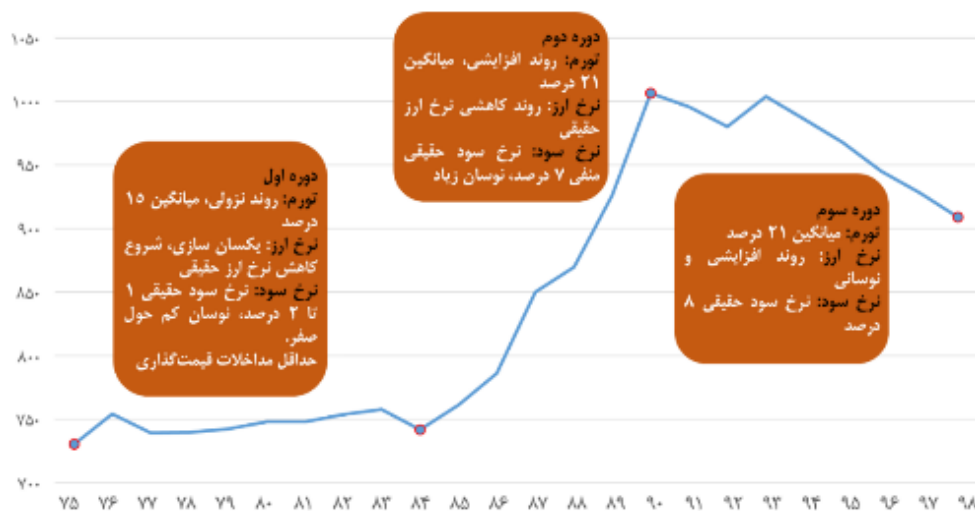 ۱۰۵۰
۱۰۰۰
۹۵۰
۹۰۰
۸۵۰
۸۰۰
۷۵۰
۷۰۰
دوره اول
تورم: روند نزولی، میانگین ۱۵
درصد
نرخ ارز: یکسان سازی، شروع
کاهش نرخ ارز حقیقی
نرخ سود: نرخ سود حقیقی ۱
تا ۲ درصد، نوسان کم حول
صفر.
حداقل مداخلات قیمت‌گذاری
دوره دوم
تورم: روند افزایشی، میانگین
۲۱ درصد
نرخ ارز: روند کاهشی نرخ ارز
حقیقی
نرخ سود: نرخ سود حقیقی
منفی ۷ درصد، نوسان زیاد
دوره سوم
تورم: میانگین ۲۱ درصد
نرخ ارز: روند افزایشی و
نوسانی
نرخ سود: نرخ سود حقیقی ۸
درصد
۷۵ ۷۶ ۷۷ ۷۸ ۷۹ ۸۰ ۸۱ ۸۲ ۸۳ ۸۴ ۸۵ ۸۶ ۸۷ ۸۸ ۸۹ ۹۰ ۹۱ ۹۲ ۹۳ ۹۴ ۹۵ ۹۶ ۹۷ ۹۸